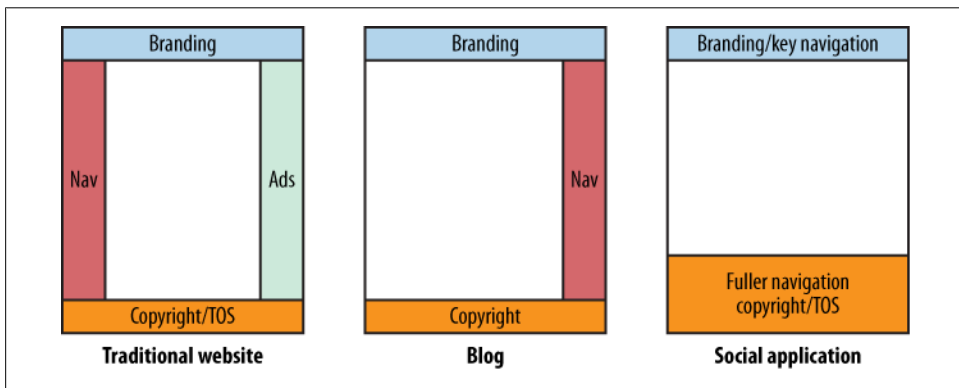 Branding
Nav
Ads
Copyright/TOS
Traditional website
Branding
Nav
Copyright
Blog
Branding/key navigation
Fuller navigation
copyright/TOS
Social application